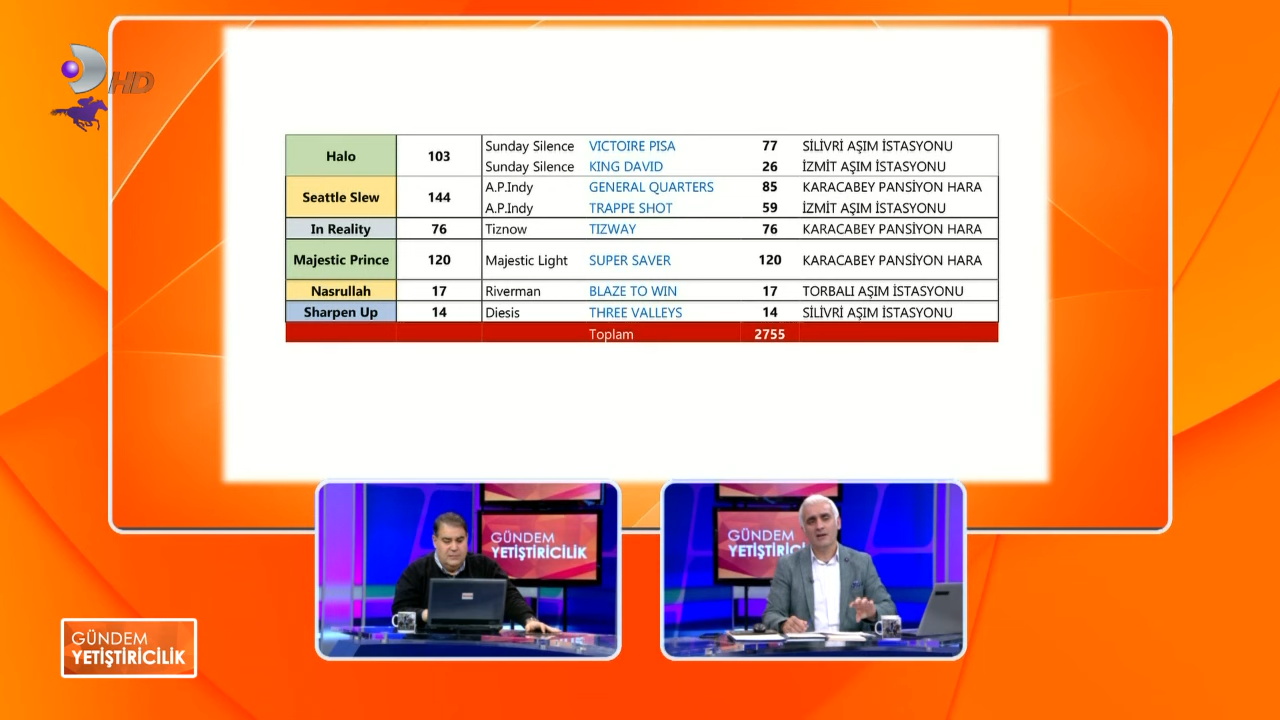 HD
Halo 103 Sunday Silence VICTOIRE PISA 77 SİLİVRİ AŞIM İSTASYONU
Sunday Silence KING DAVID 26 İZMİT AŞIM İSTASYONU
Seattle Slew 144 A.P.Indy GENERAL QUARTERS 85 KARACABEY PANSİYON HARA
A.P.Indy TRAPPE SHOT 59 İZMİT AŞIM İSTASYONU
In Reality 76 Tiznow TIZWAY 76 KARACABEY PANSİYON HARA
Majestic Prince 120 Majestic Light SUPER SAVER 120 KARACABEY PANSİYON HARA
Nasrullah 17 Riverman BLAZE TO WIN 17 TORBALI AŞIM İSTASYONU
Sharpen Up 14 Diesis THREE VALLEYS 14 SİLİVRİ AŞIM İSTASYONU
Toplam 2755
GÜNDEM
YETİŞTİRİCİLİK
GÜNDEM
YETİŞTİRİCİ
GÜNDEM
YETİŞTİRİCİLİK